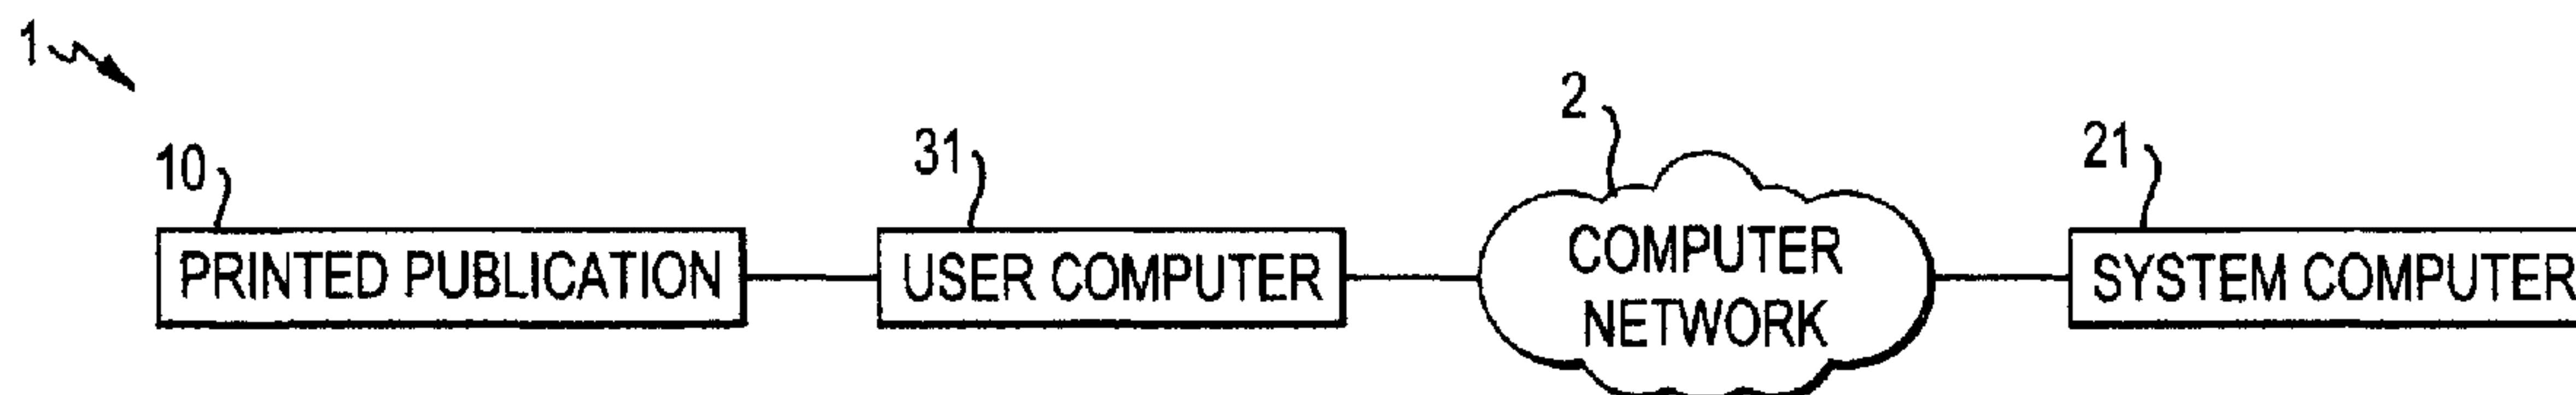 1
10
PRINTED PUBLICATION
31
USER COMPUTER
2
COMPUTER
NETWORK
21
SYSTEM COMPUTER